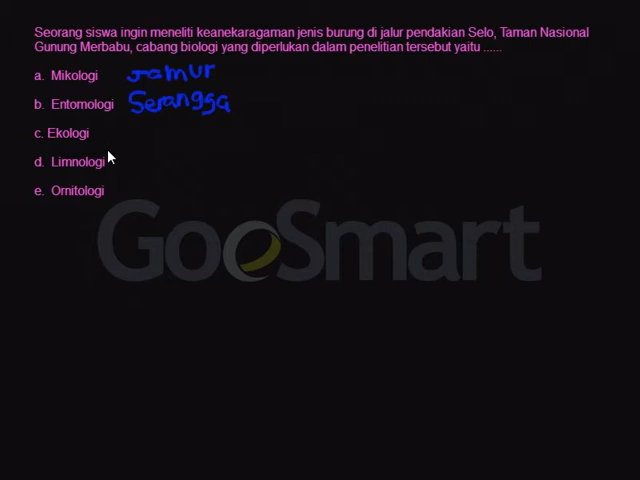 Seorang siswa ingin meneliti keanekaragaman jenis burung di jalur pendakian Selo, Taman Nasional
Gunung Merbabu, cabang biologi yang diperlukan dalam penelitian tersebut yaitu ......
a. Mikologi Jamur
b. Entomologi Serangga
c. Ekologi
d. Limnologi
e. Ornitologi
GeoSmart